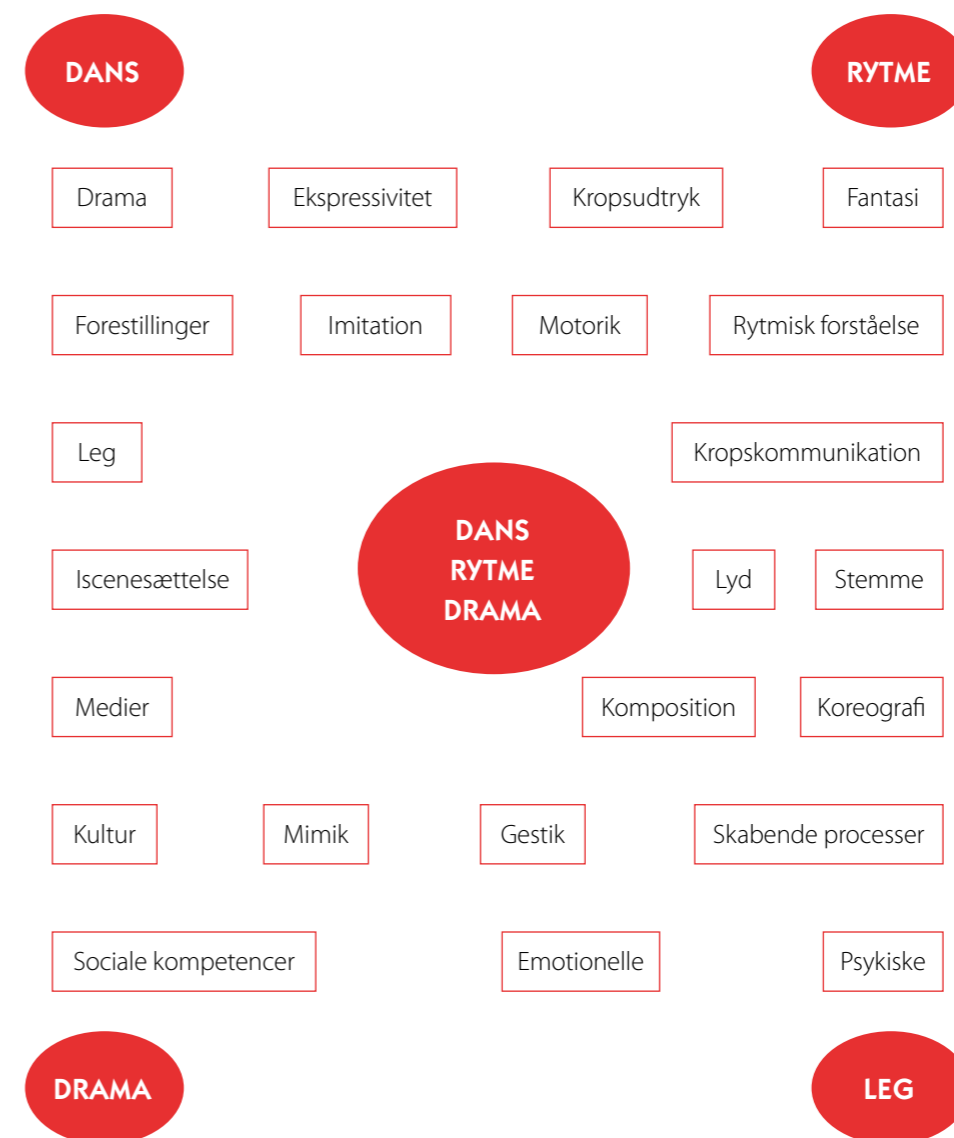 DANS
RYTME
Drama
Ekspressivitet
Kropsudtryk
Fantasi
Forestillinger
Imitation
Motorik
Rytmisk forståelse
Leg
Kropskommunikation
DANS
RYTME
DRAMA
Iscenesættelse
Lyd
Stemme
Medier
Komposition
Koreografi
Kultur
Mimik
Gestik
Skabende processer
Sociale kompetencer
Emotionelle
Psykiske
DRAMA
LEG